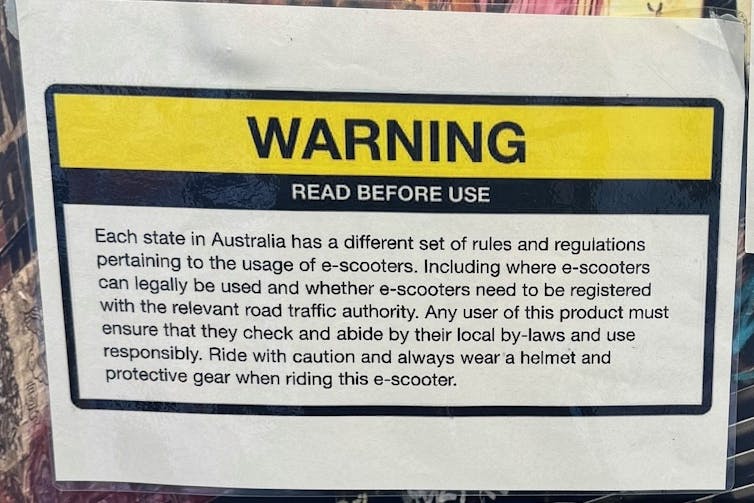 WARNING
READ BEFORE USE
Each state in Australia has a different set of rules and regulations
pertaining to the usage of e-scooters. Including where e-scooters
can legally be used and whether e-scooters need to be registered
with the relevant road traffic authority. Any user of this product must
ensure that they check and abide by their local by-laws and use
responsibly. Ride with caution and always wear a helmet and
protective gear when riding this e-scooter.